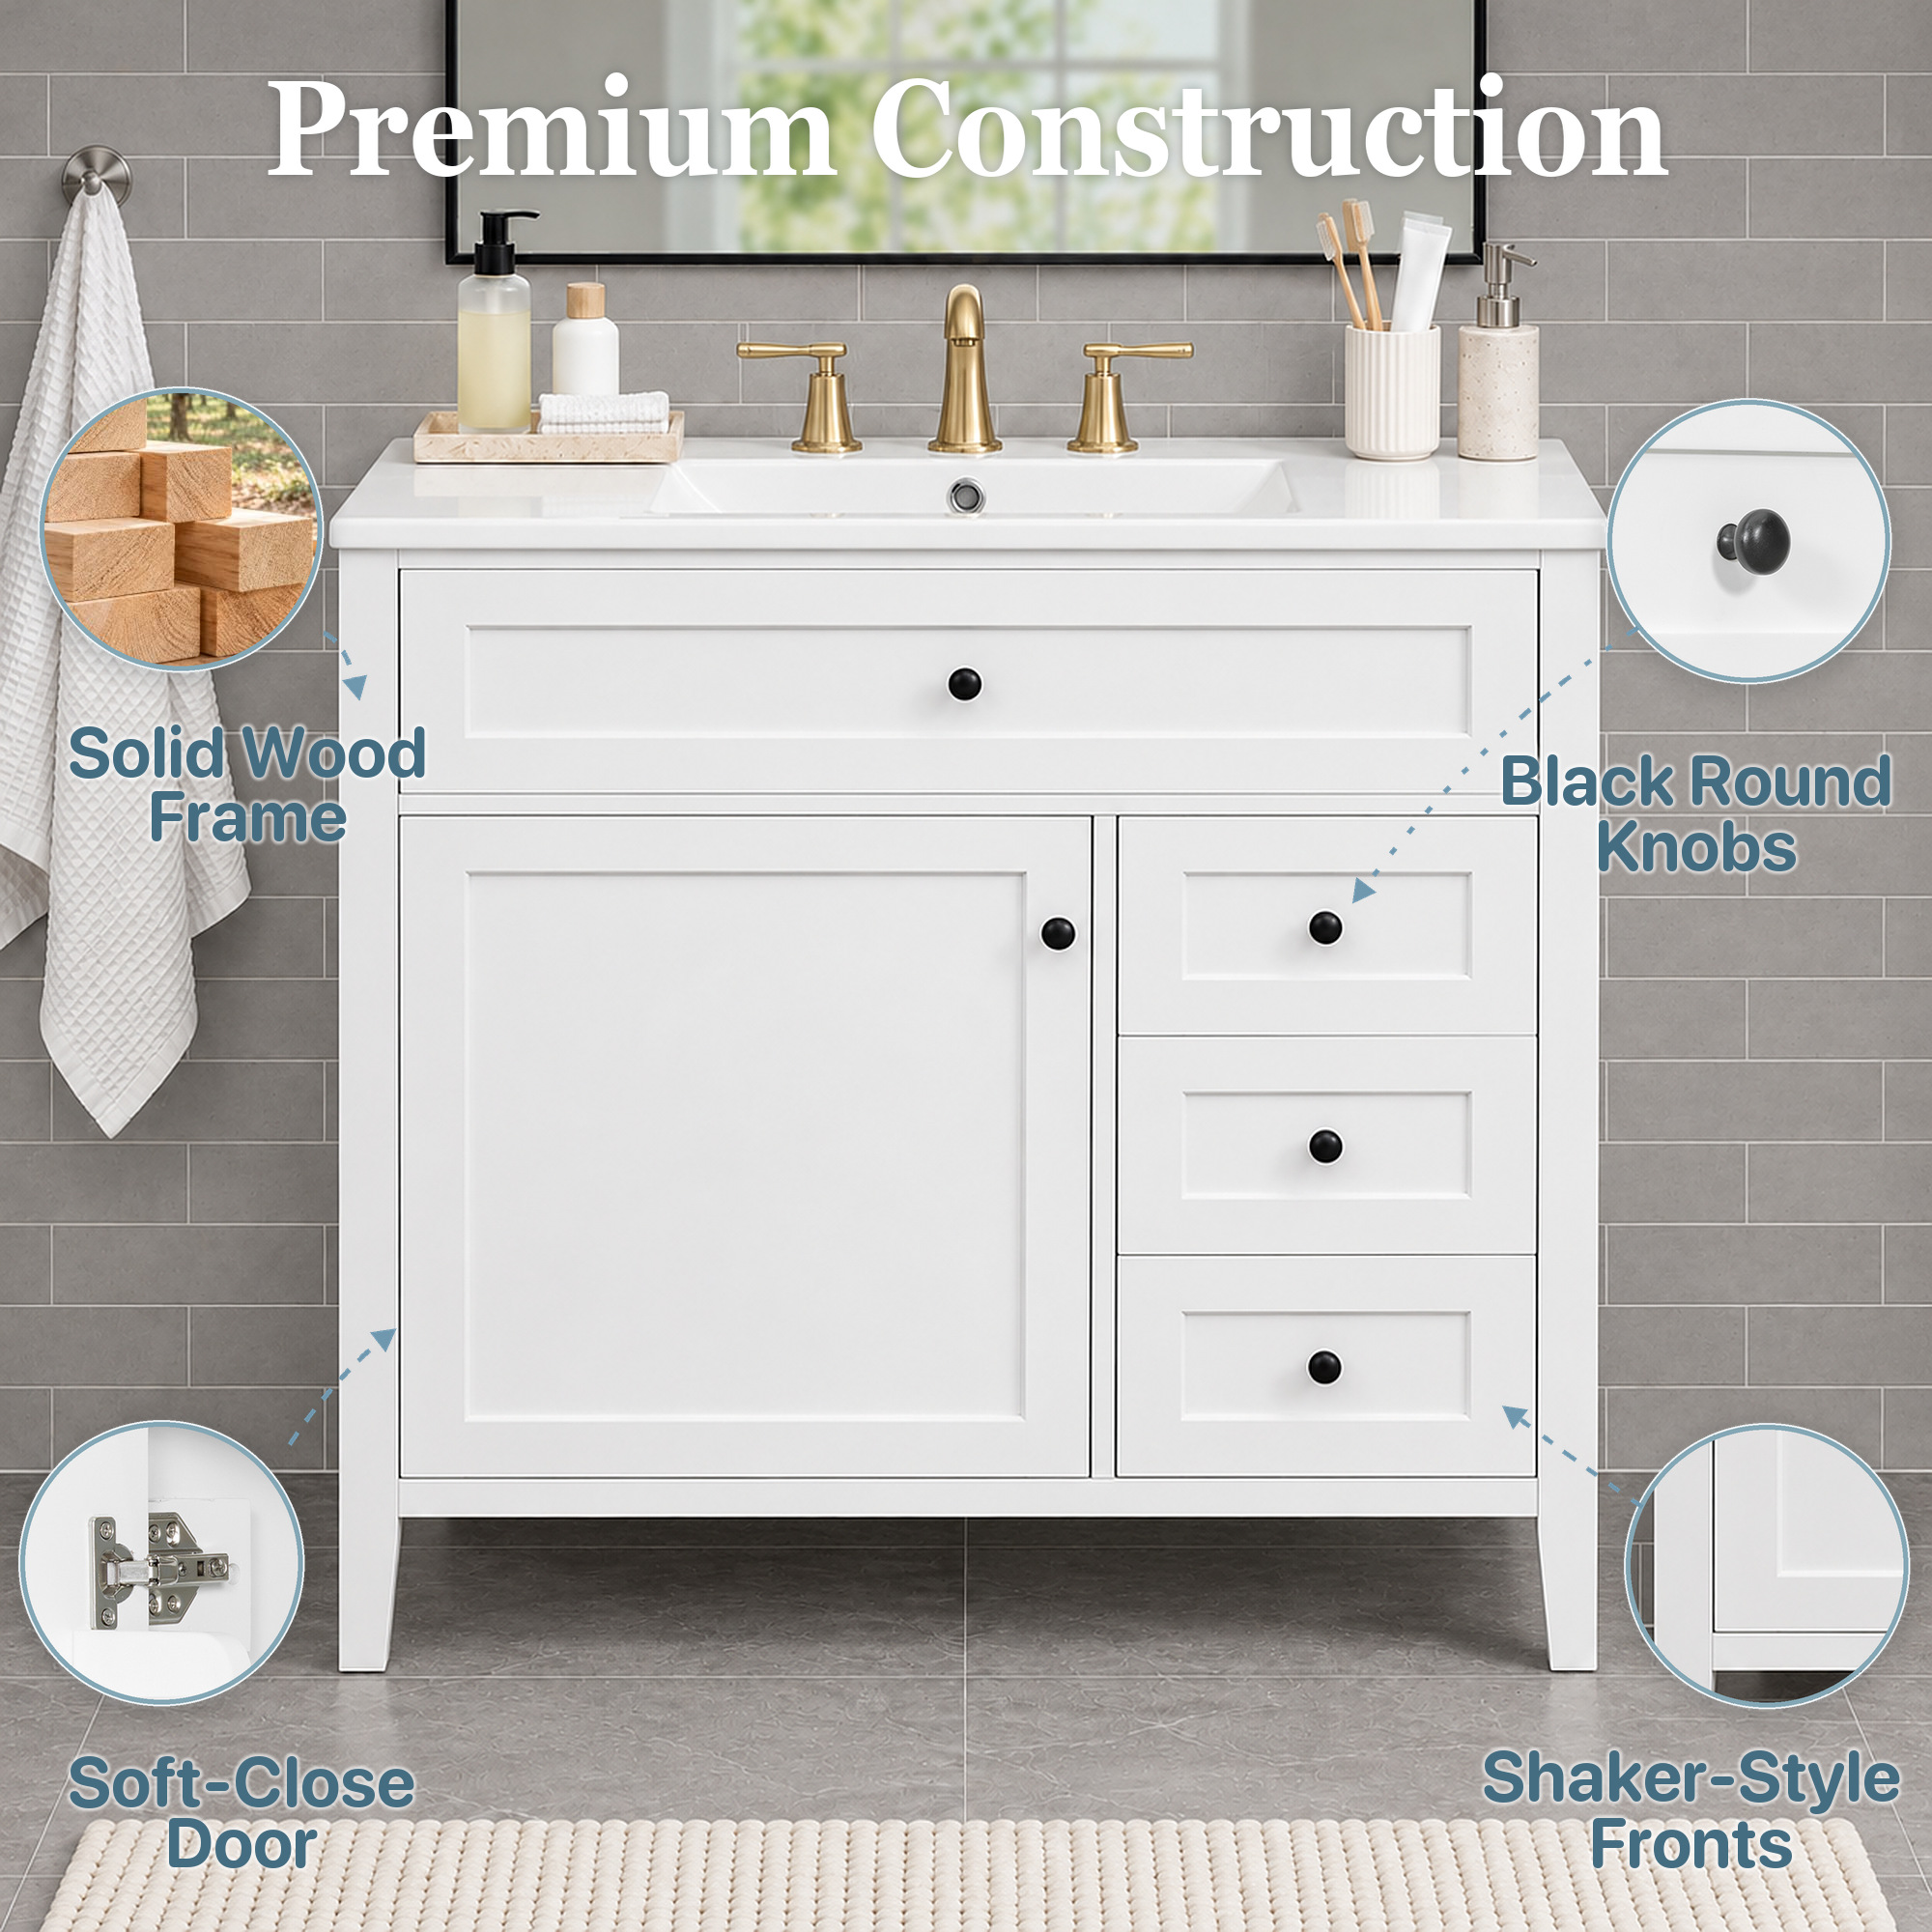 Premium Construction
Solid Wood
Frame
Black Round
Knobs
Soft-Close
Door
Shaker-Style
Fronts